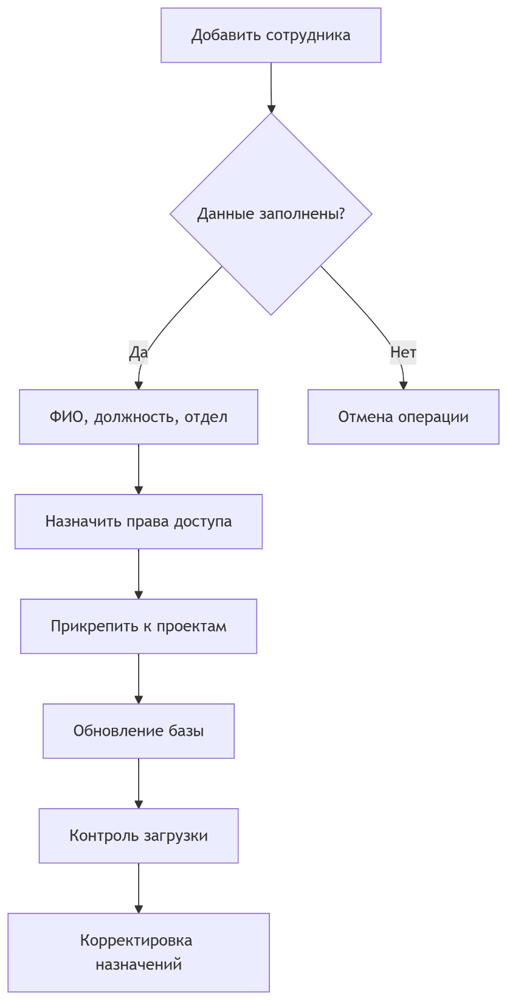 Добавить сотрудника
Данные заполнены?
Да
Нет
ФИО, должность, отдел
Отмена операции
Назначить права доступа
Прикрепить к проектам
Обновление базы
Контроль загрузки
Корректировка
назначений